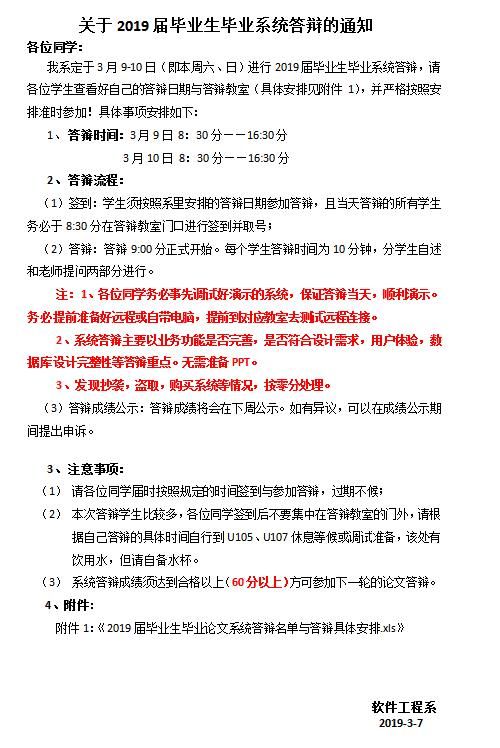 关于 2019 届毕业生毕业系统答辩的通知
各位同学：
我系定于 3 月 9-10 日（即本周六、日）进行 2019 届毕业生毕业系统答辩，请
各位学生查看好自己的答辩日期与答辩教室（具体安排见附件 1），并严格按照安
排准时参加！具体事项安排如下：
1、答辩时间：3 月 9 日 8：30 分－－16:30 分
3 月 10 日 8：30 分－－16:30 分
2、答辩流程：
（1）签到：学生须按照系里安排的答辩日期参加答辩，且当天答辩的所有学生
务必于 8:30 分在答辩教室门口进行签到并取号；
（2）答辩：答辩 9:00 分正式开始。每个学生答辩时间为 10 分钟，分学生自述
和老师提问两部分进行。
注：1、各位同学务必事先调试好演示的系统，保证答辩当天，顺利演示。
务必提前准备好远程或自带电脑，提前到对应教室去测试远程连接。
2、系统答辩主要以业务功能是否完善，是否符合设计需求，用户体验，数
据库设计完整性等答辩重点。无需准备 PPT。
3、发现抄袭，盗取，购买系统等情况，按零分处理。
（3）答辩成绩公示：答辩成绩将会在下周公示。如有异议，可以在成绩公示期
间提出申诉。
3、注意事项：
（1） 请各位同学届时按照规定的时间签到与参加答辩，过期不候；
（2） 本次答辩学生比较多，各位同学签到后不要集中在答辩教室的门外，请根
据自己答辩的具体时间自行到 U105、U107 休息等候或调试准备，该处有
饮用水，但请自备水杯。
（3） 系统答辩成绩须达到合格以上（60 分以上）方可参加下一轮的论文答辩。
4、附件：
附件 1：《2019 届毕业生毕业论文系统答辩名单与答辩具体安排.xls》
软件工程系
2019-3-7